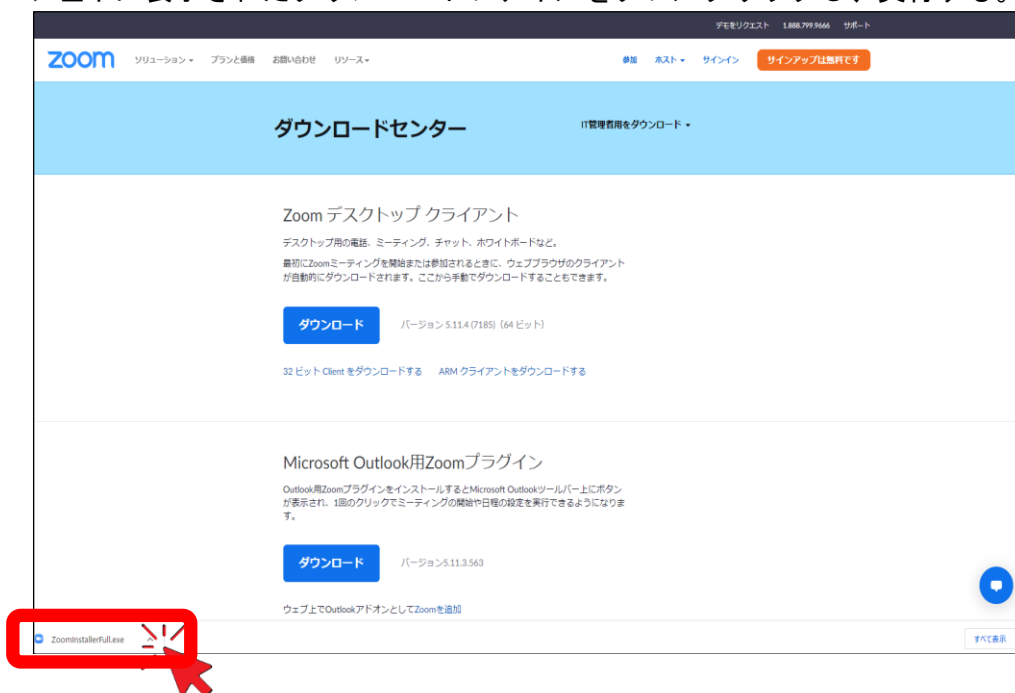 デモをリクエスト 1.888.799.9666 サポート
zoom ソリューション プランと価格 お問い合わせ リソース 参加 ホスト サインイン サインアップは無料です
ダウンロードセンター IT管理者用をダウンロード
Zoom デスクトップ クライアント
デスクトップ用の電話、ミーティング、チャット、ホワイトボードなど。
最初にZoomミーティングを開始または参加されるときに、ウェブブラウザのクライアント
が自動的にダウンロードされます。ここから手動でダウンロードすることもできます。
ダウンロード バージョン 5.11.4 (7185) (64 ビット)
32 ビット Client をダウンロードする ARM クライアントをダウンロードする
Microsoft Outlook用Zoomプラグイン
Outlook用ZoomプラグインをインストールするとMicrosoft Outlookツールバー上にボタン
が表示され、1回のクリックでミーティングの開始や日程の設定を実行できるようになりま
す。
ダウンロード バージョン5.11.3.563
ウェブ上でOutlookアドオンとしてZoomを追加
ZoomInstallerFull.exe すべて表示